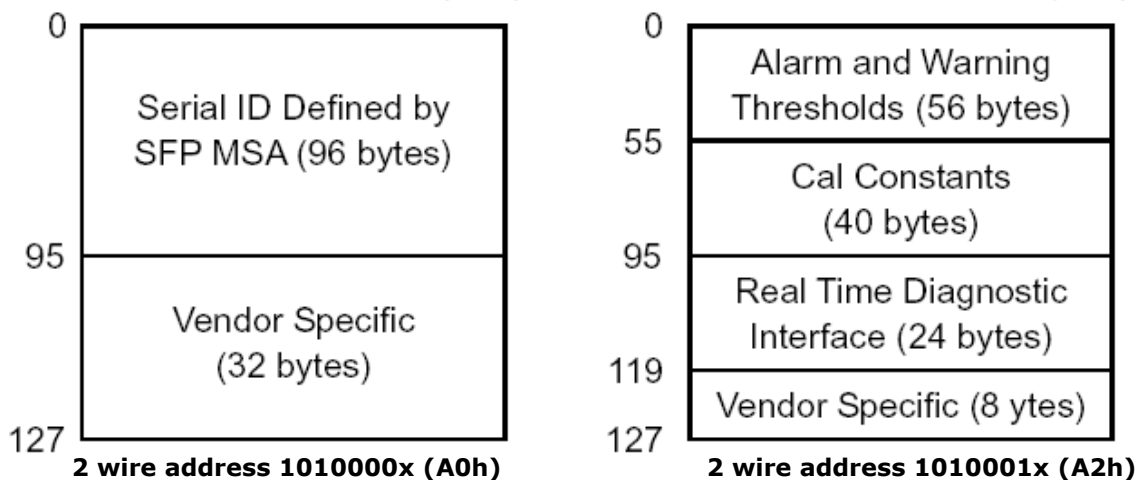 0
Serial ID Defined by
SFP MSA (96 bytes)
95
Vendor Specific
(32 bytes)
127
2 wire address 1010000x (A0h)
0
Alarm and Warning
Thresholds (56 bytes)
55
Cal Constants
(40 bytes)
95
Real Time Diagnostic
Interface (24 bytes)
119
Vendor Specific (8 ytes)
127
2 wire address 1010001x (A2h)